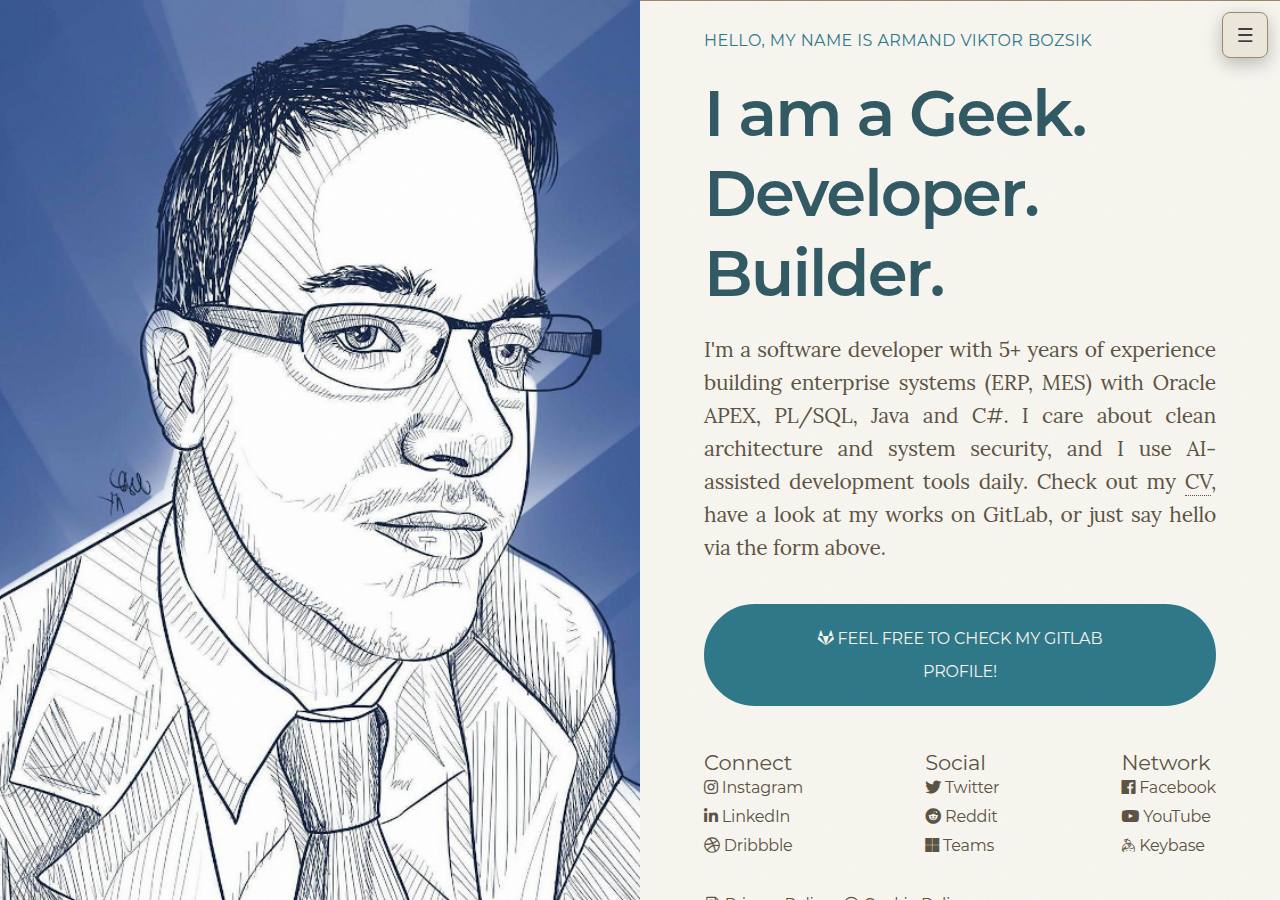 HELLO, MY NAME IS ARMAND VIKTOR BOZSIK
I am a Geek.
Developer.
Builder.
I'm a software developer with 5+ years of experience
building enterprise systems (ERP, MES) with Oracle
APEX, PL/SQL, Java and C#. I care about clean
architecture and system security, and I use AI-
assisted development tools daily. Check out my CV,
have a look at my works on GitLab, or just say hello
via the form above.
FEEL FREE TO CHECK MY GITLAB
PROFILE!
Connect Social Network
Instagram Twitter Facebook
LinkedIn Reddit YouTube
Dribbble Teams Keybase